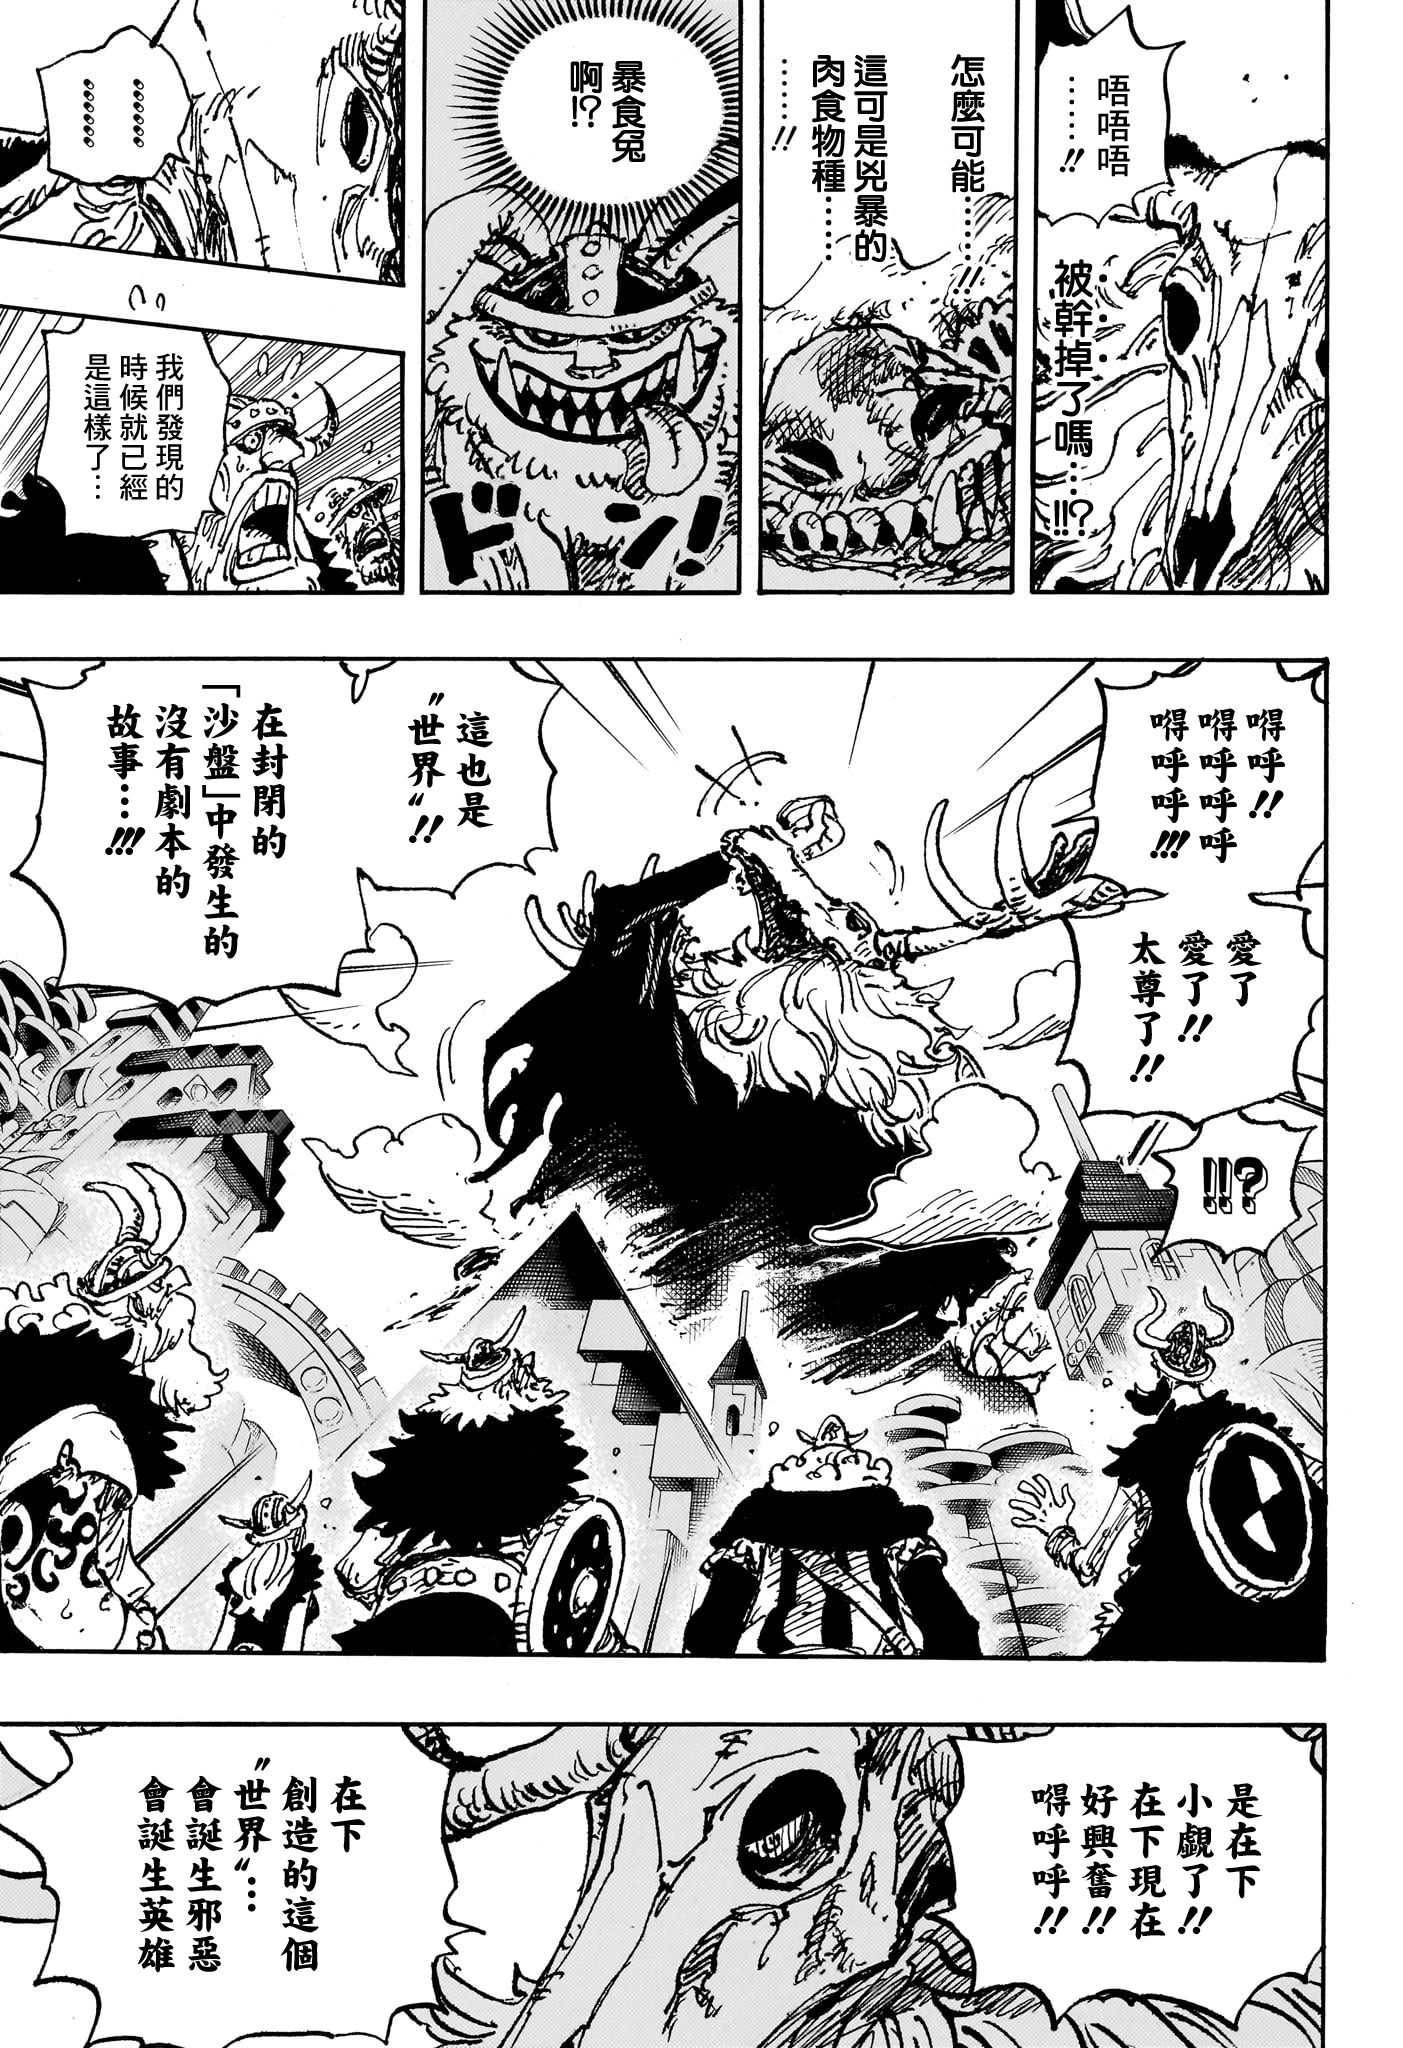 唔唔唔
……!!
被幹掉了嗎…!!?
怎麼可能……!!
這可是兇暴的
肉食物種……
……!!
暴食兔
啊!?
……
……
我們發現的
時候就已經
是這樣了…
ドン!
嘚呼!!
嘚呼呼呼
嘚呼呼!!!
愛了
愛了!!
太尊了!!
!!?
這也是
〝世界〞!!
在封閉的
「沙盤」中發生的
沒有劇本的
故事…!!!
是在下
小覷了!!
在下現在
好興奮!!
嘚呼呼!!
在下
創造的這個
〝世界〞…
會誕生邪惡
會誕生英雄